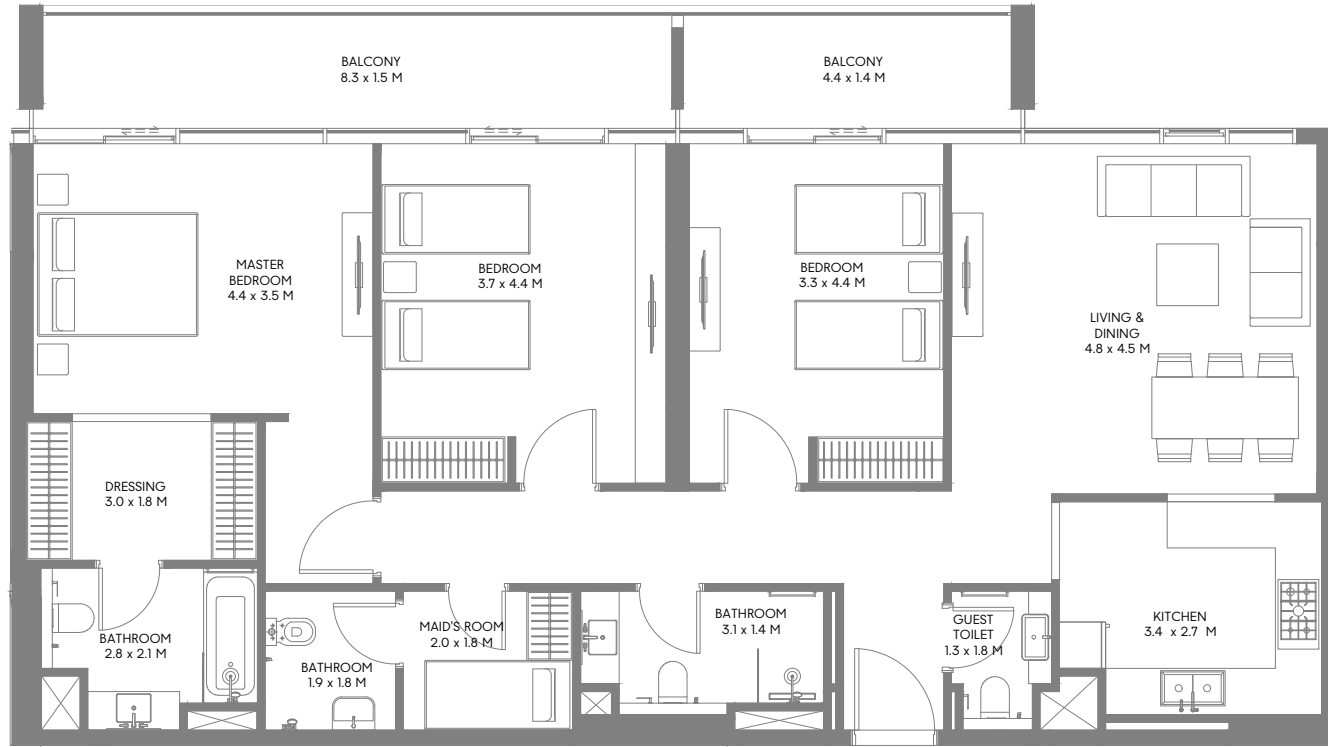 BALCONY
8.3 x 1.5 M
BALCONY
4.4 x 1.4 M
MASTER
BEDROOM
4.4 x 3.5 M
BEDROOM
3.7 x 4.4 M
BEDROOM
3.3 x 4.4 M
LIVING &
DINING
4.8 x 4.5 M
DRESSING
3.0 x 1.8 M
BATHROOM
2.8 x 2.1 M
BATHROOM
1.9 x 1.8 M
MAID'S ROOM
2.0 x 1.8 M
BATHROOM
3.1 x 1.4 M
GUEST
TOILET
1.3 x 1.8 M
KITCHEN
3.4 x 2.7 M